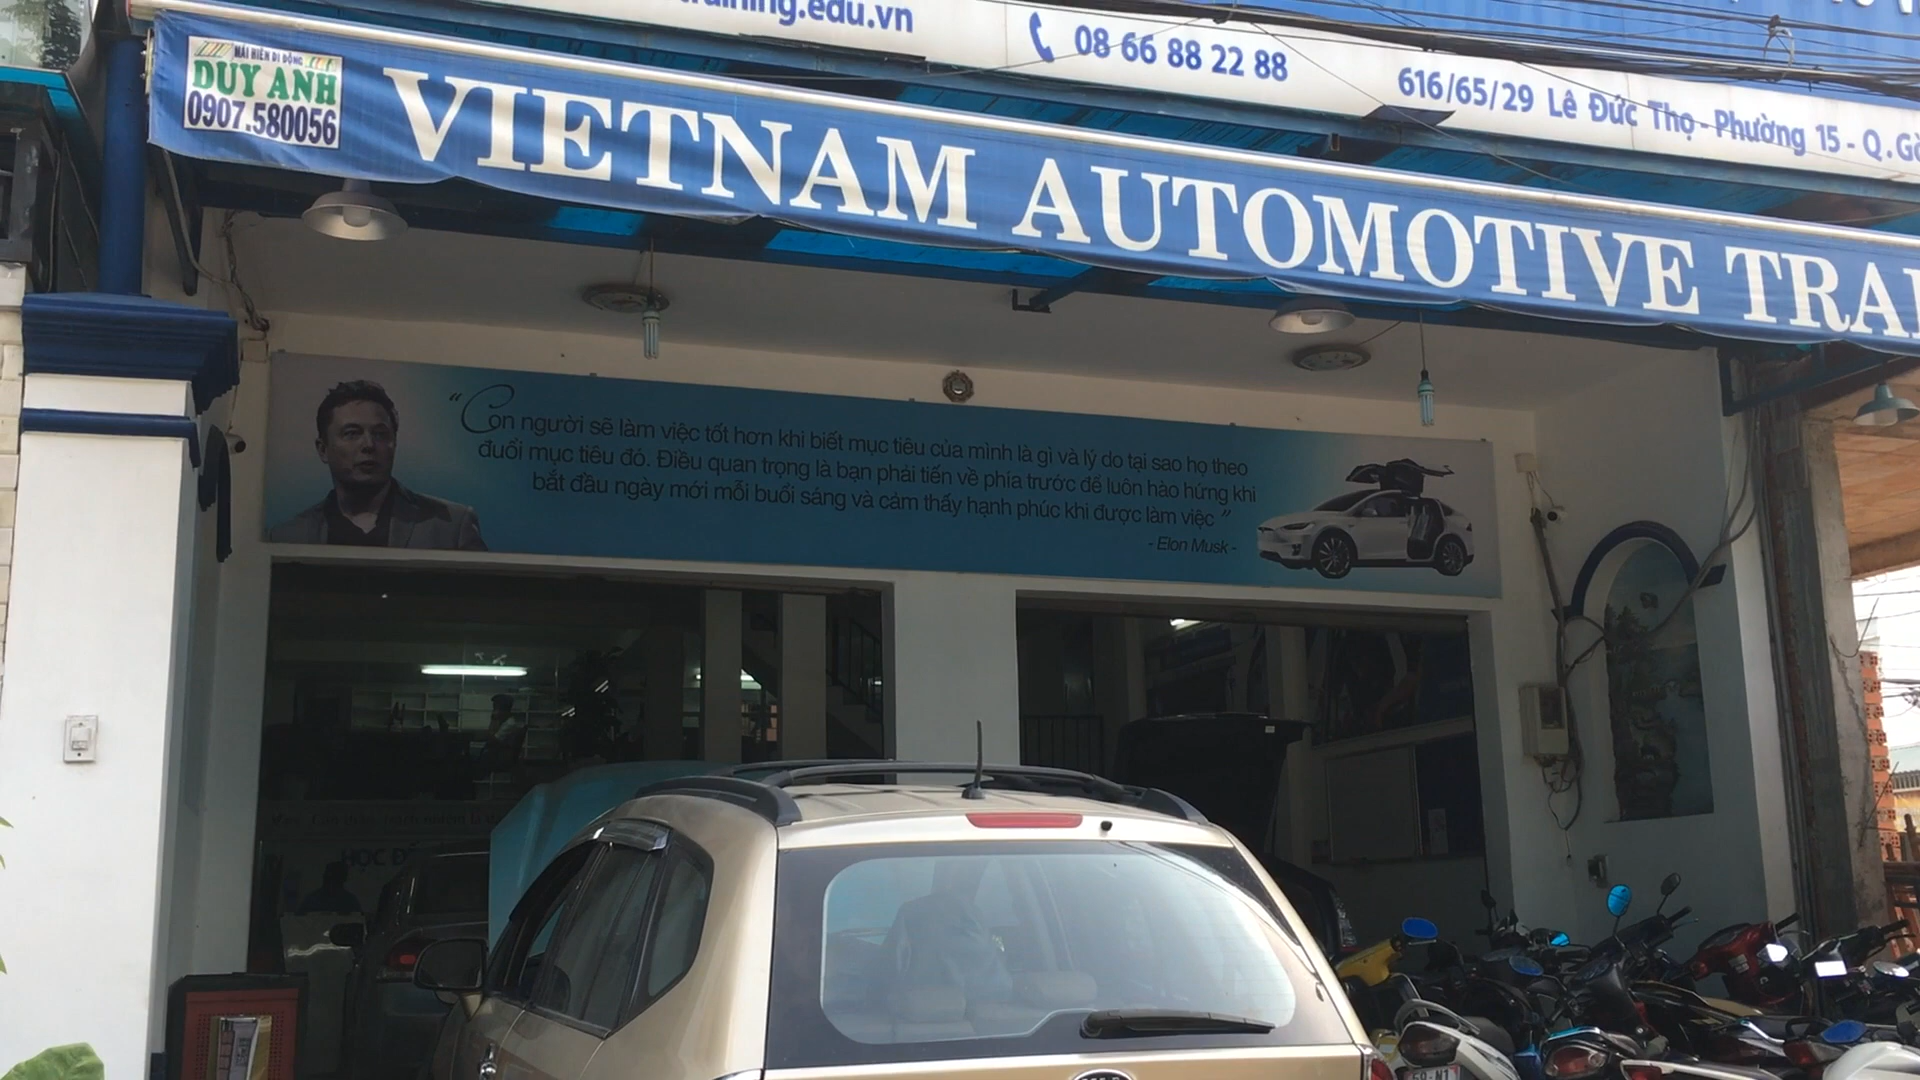 .edu.vn
08 66 88 22 88
616/65/29 Lê Đức Thọ - Phường 15 - Q.Gò
MÁI HIÊN DI ĐỘNG
DUY ANH
0907.580056
VIETNAM AUTOMOTIVE TRAI
“Con người sẽ làm việc tốt hơn khi biết mục tiêu của mình là gì và lý do tại sao họ theo
đuổi mục tiêu đó. Điều quan trọng là bạn phải tiến về phía trước để luôn hào hứng khi
bắt đầu ngày mới mỗi buổi sáng và cảm thấy hạnh phúc khi được làm việc”
- Elon Musk -
HỌC
59-N1